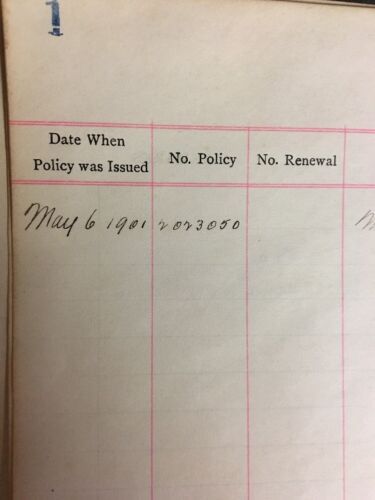 1
Date When
Policy was Issued
No. Policy
No. Renewal
May 6 1901 2023050